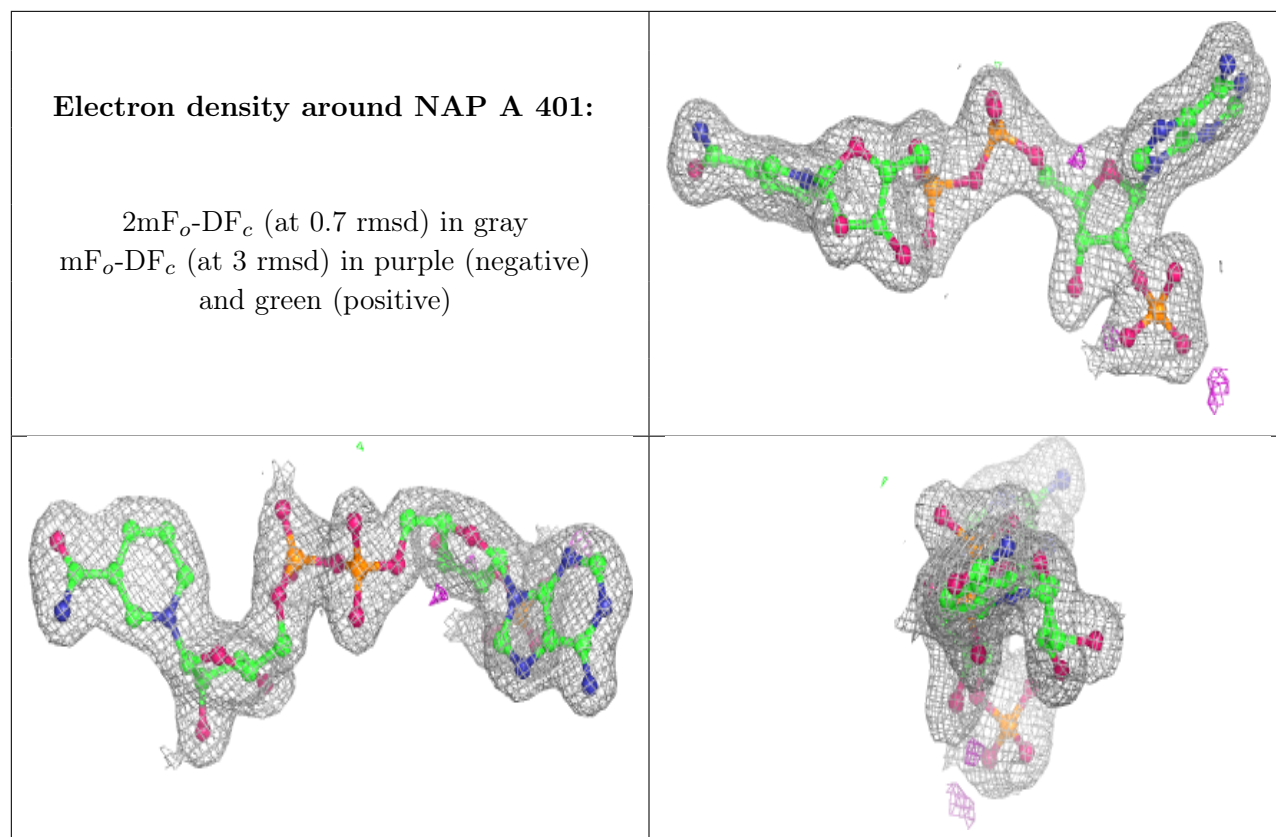 Electron density around NAP A 401:
2mFo-DFc (at 0.7 rmsd) in gray
mFo-DFc (at 3 rmsd) in purple (negative)
and green (positive)